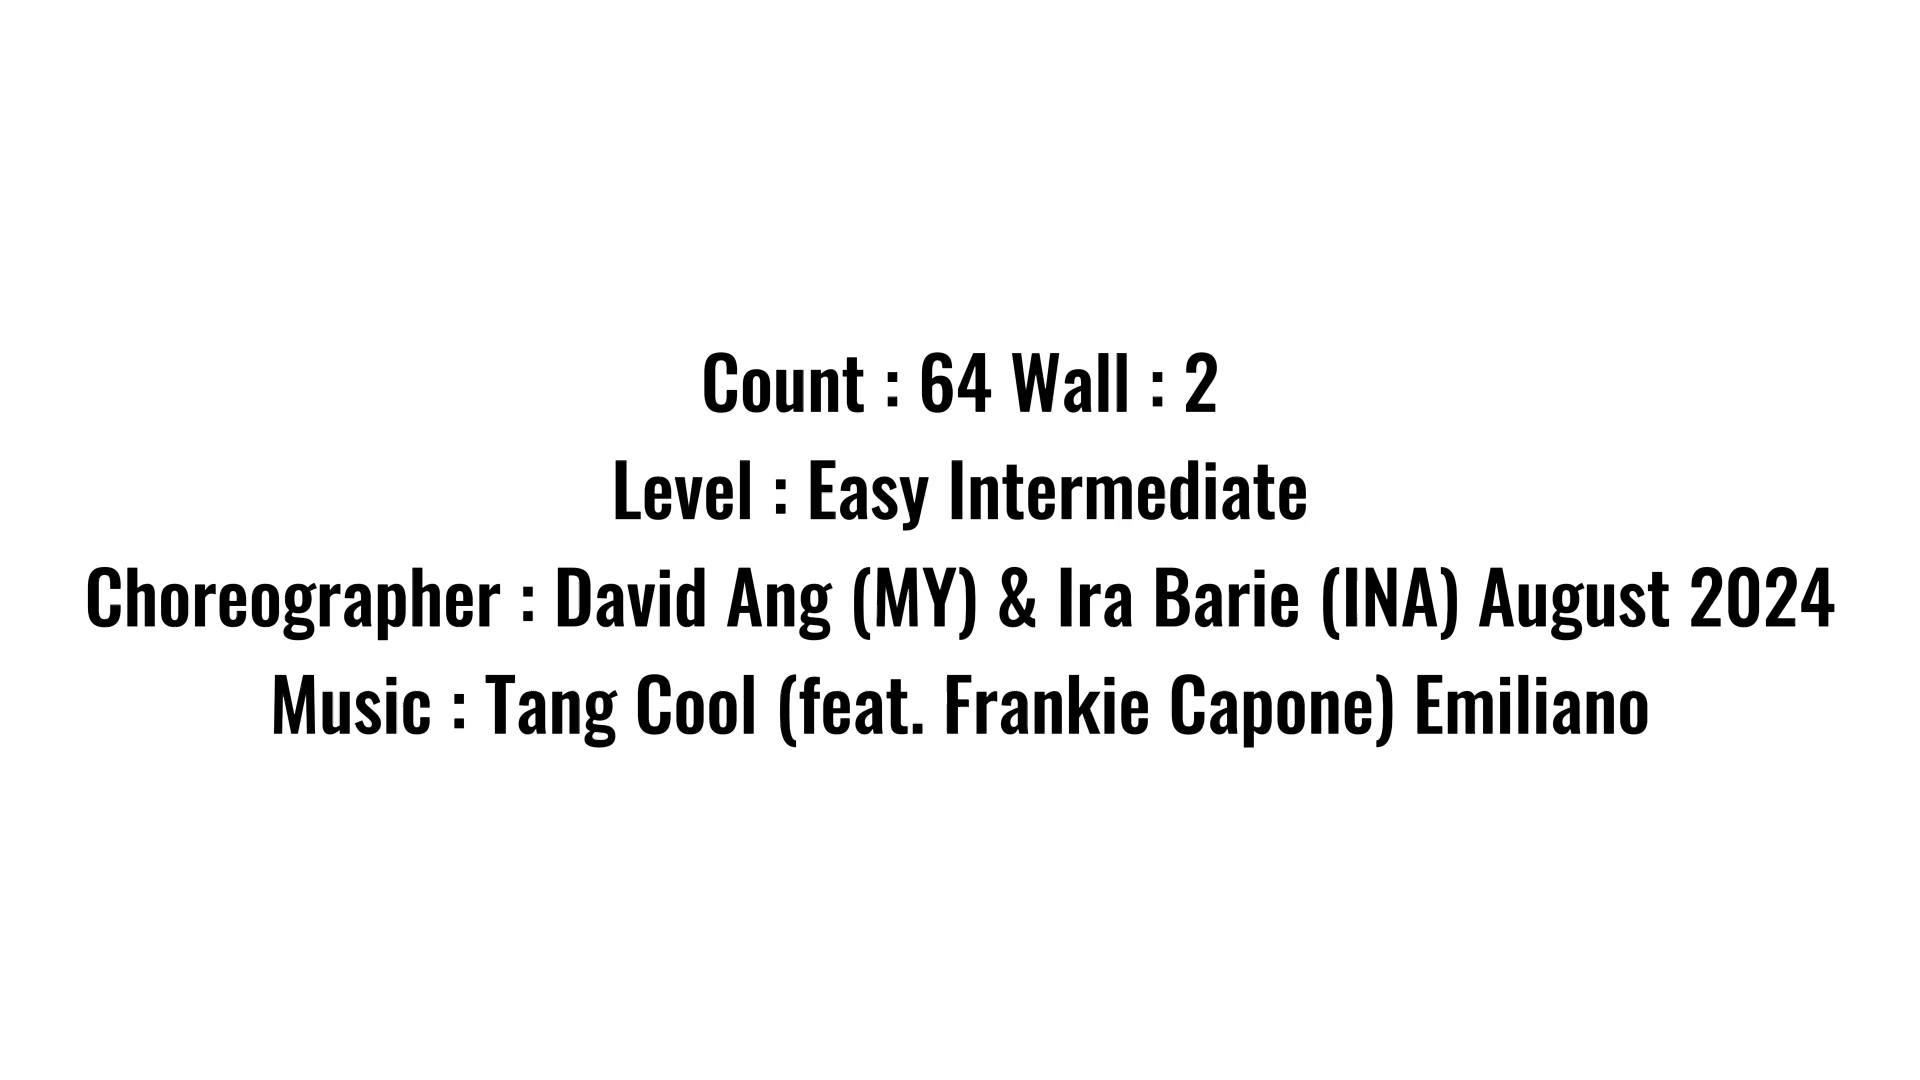 Count : 64 Wall : 2
Level : Easy Intermediate
Choreographer : David Ang (MY) & Ira Barie (INA) August 2024
Music : Tang Cool (feat. Frankie Capone) Emiliano